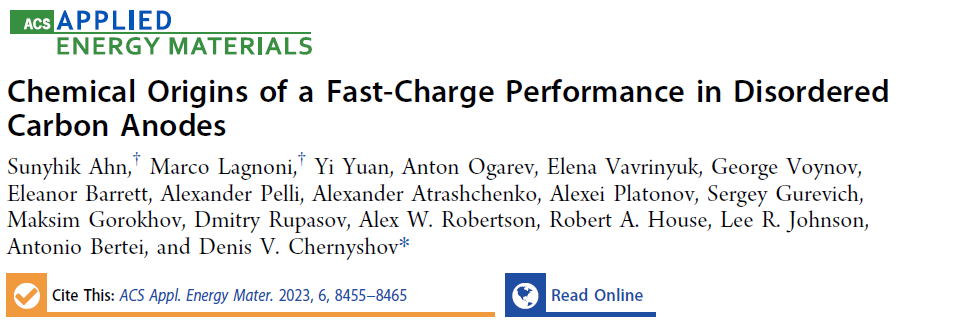 ACS APPLIED
ENERGY MATERIALS
Chemical Origins of a Fast-Charge Performance in Disordered
Carbon Anodes
Sunyhik Ahn,† Marco Lagnoni,† Yi Yuan, Anton Ogarev, Elena Vavrinyuk, George Voynov,
Eleanor Barrett, Alexander Pelli, Alexander Atrashchenko, Alexei Platonov, Sergey Gurevich,
Maksim Gorokhov, Dmitry Rupasov, Alex W. Robertson, Robert A. House, Lee R. Johnson,
Antonio Bertei, and Denis V. Chernyshov*
Cite This: ACS Appl. Energy Mater. 2023, 6, 8455–8465
Read Online